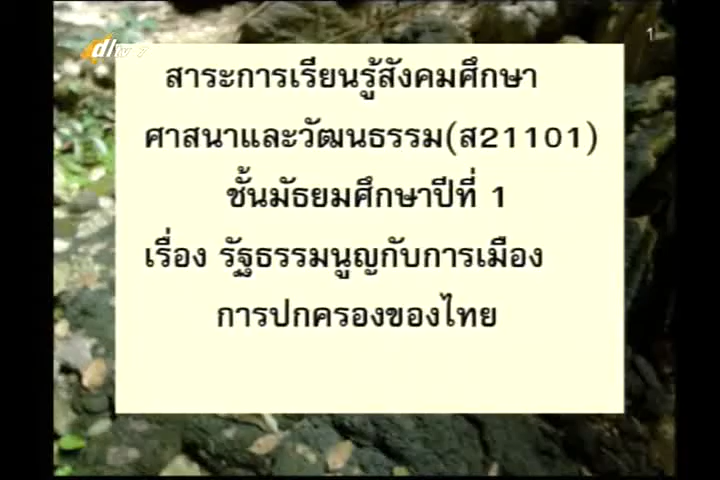 1
dltv
สาระการเรียนรู้สังคมศึกษา
ศาสนาและวัฒนธรรม(ส21101)
ชั้นมัธยมศึกษาปีที่ 1
เรื่อง รัฐธรรมนูญกับการเมือง
การปกครองของไทย